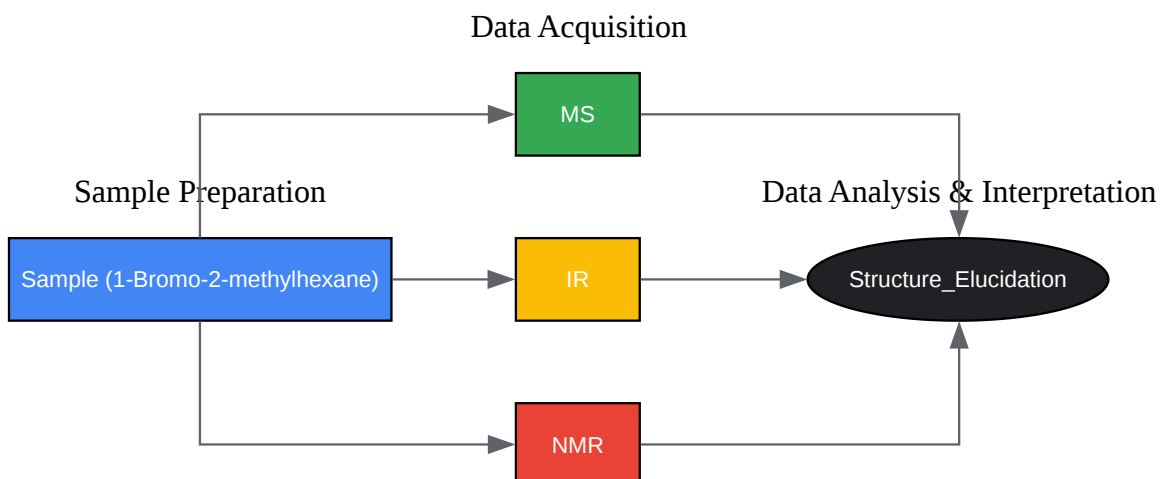 Data Acquisition
MS
Sample Preparation
Data Analysis & Interpretation
Sample (1-Bromo-2-methylhexane)
IR
Structure_Elucidation
NMR